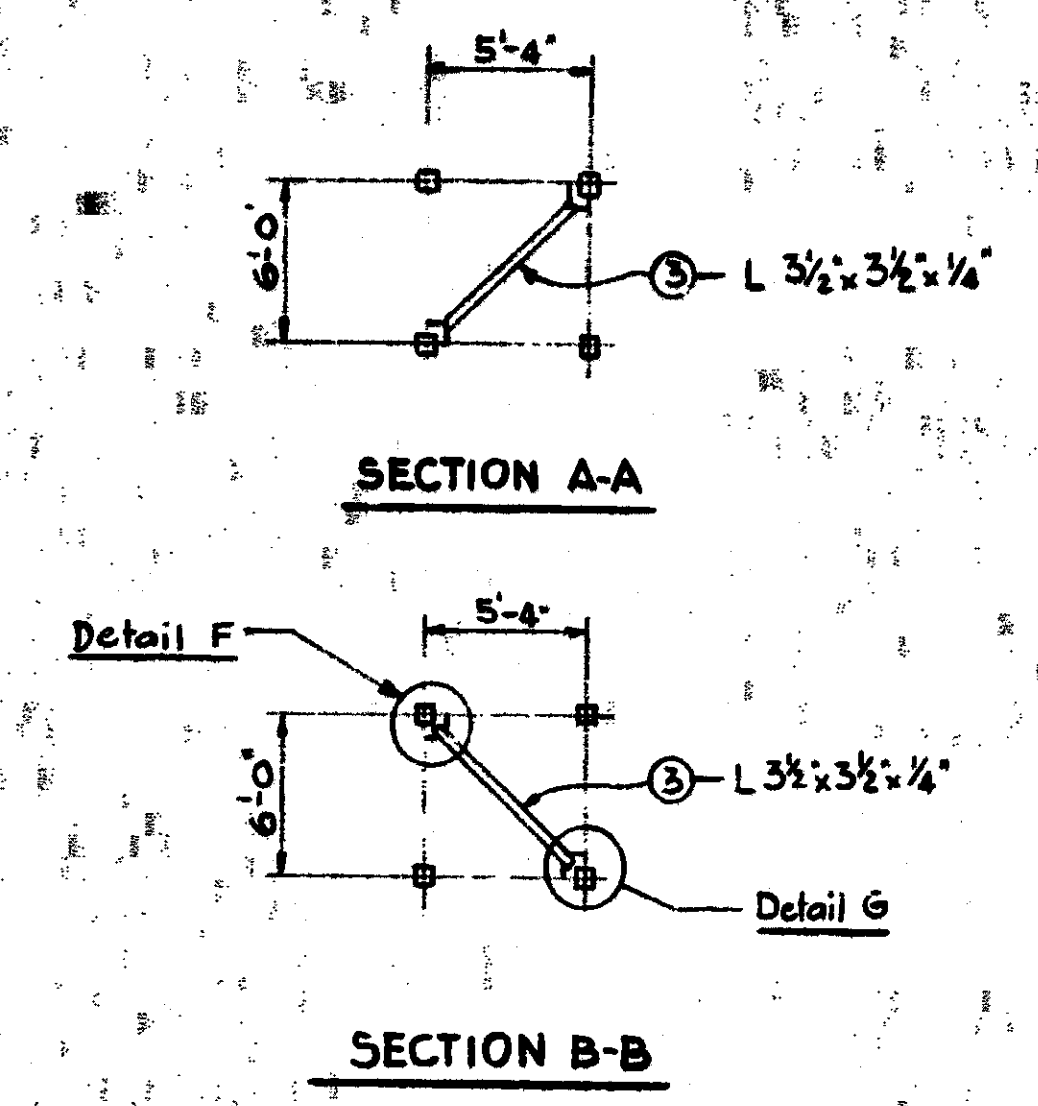 5'-4"
6'-0'
3 L 3½"x3½"x¼"
SECTION A-A
5'-4"
Detail F
6'-0"
3 L 3½"x3½"x¼"
Detail G
SECTION B-B